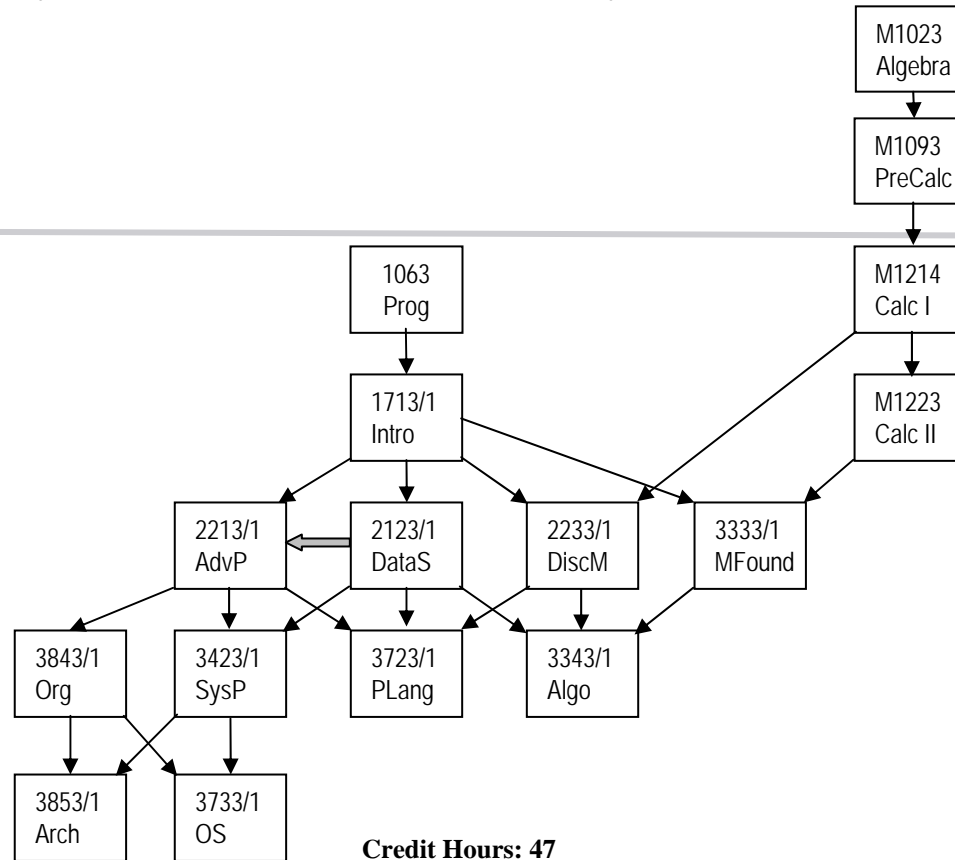 M1023
Algebra
M1093
PreCalc
1063
Prog
M1214
Calc I
1713/1
Intro
M1223
Calc II
2213/1
AdvP
2123/1
DataS
2233/1
DiscM
3333/1
MFound
3843/1
Org
3423/1
SysP
3723/1
PLang
3343/1
Algo
3853/1
Arch
3733/1
OS
Credit Hours: 47